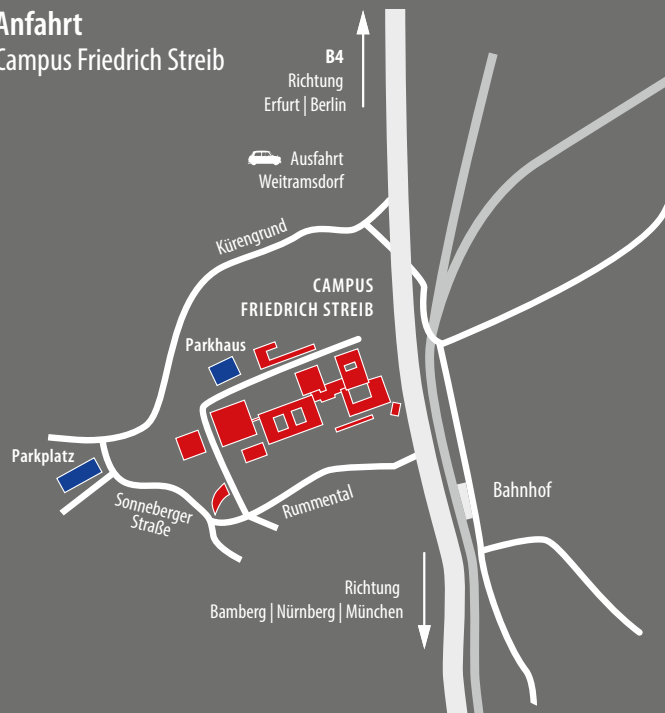 Anfahrt
Campus Friedrich Streib
B4
Richtung
Erfurt | Berlin
Ausfahrt
Weitramsdorf
Kürengrund
CAMPUS
FRIEDRICH STREIB
Parkhaus
Parkplatz
Sonneberger
Straße
Rummental
Bahnhof
Richtung
Bamberg | Nürnberg | München